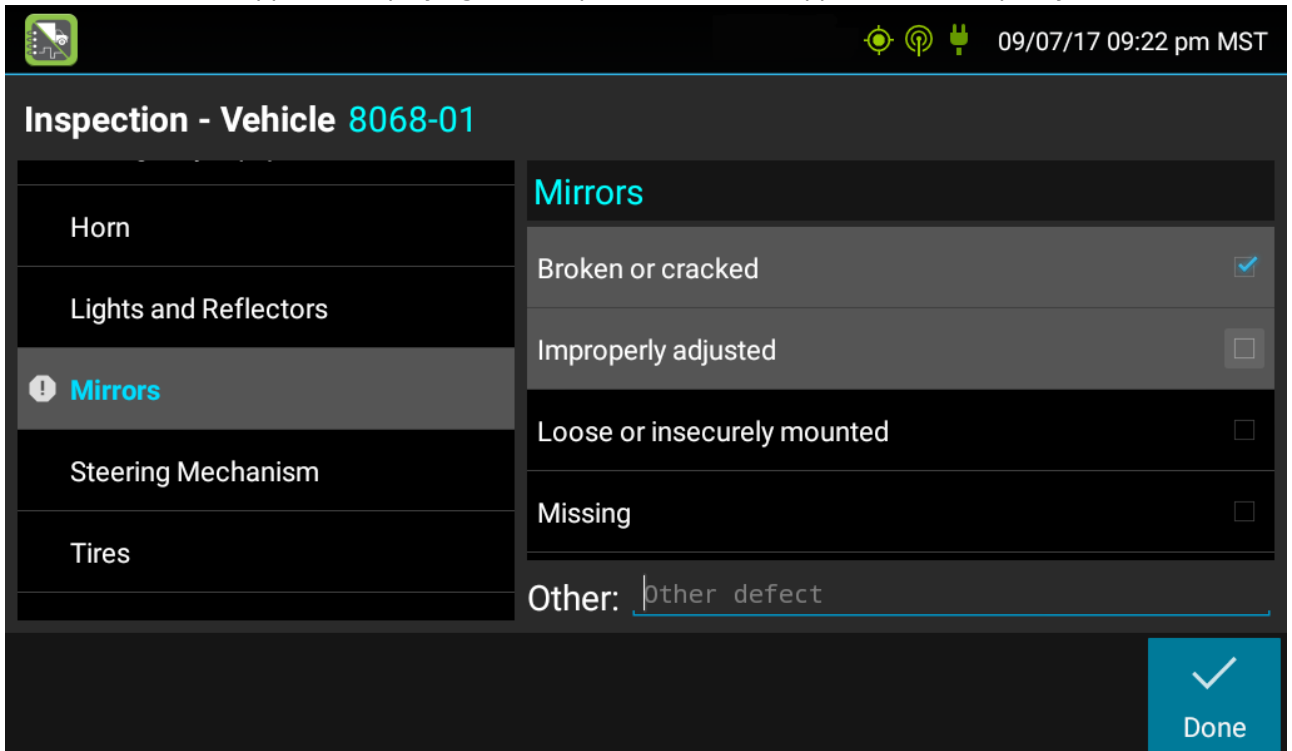 09/07/17 09:22 pm MST
Inspection - Vehicle 8068-01
Horn
Lights and Reflectors
Mirrors
Steering Mechanism
Tires
Mirrors
Broken or cracked
Improperly adjusted
Loose or insecurely mounted
Missing
Other: Other defect
Done